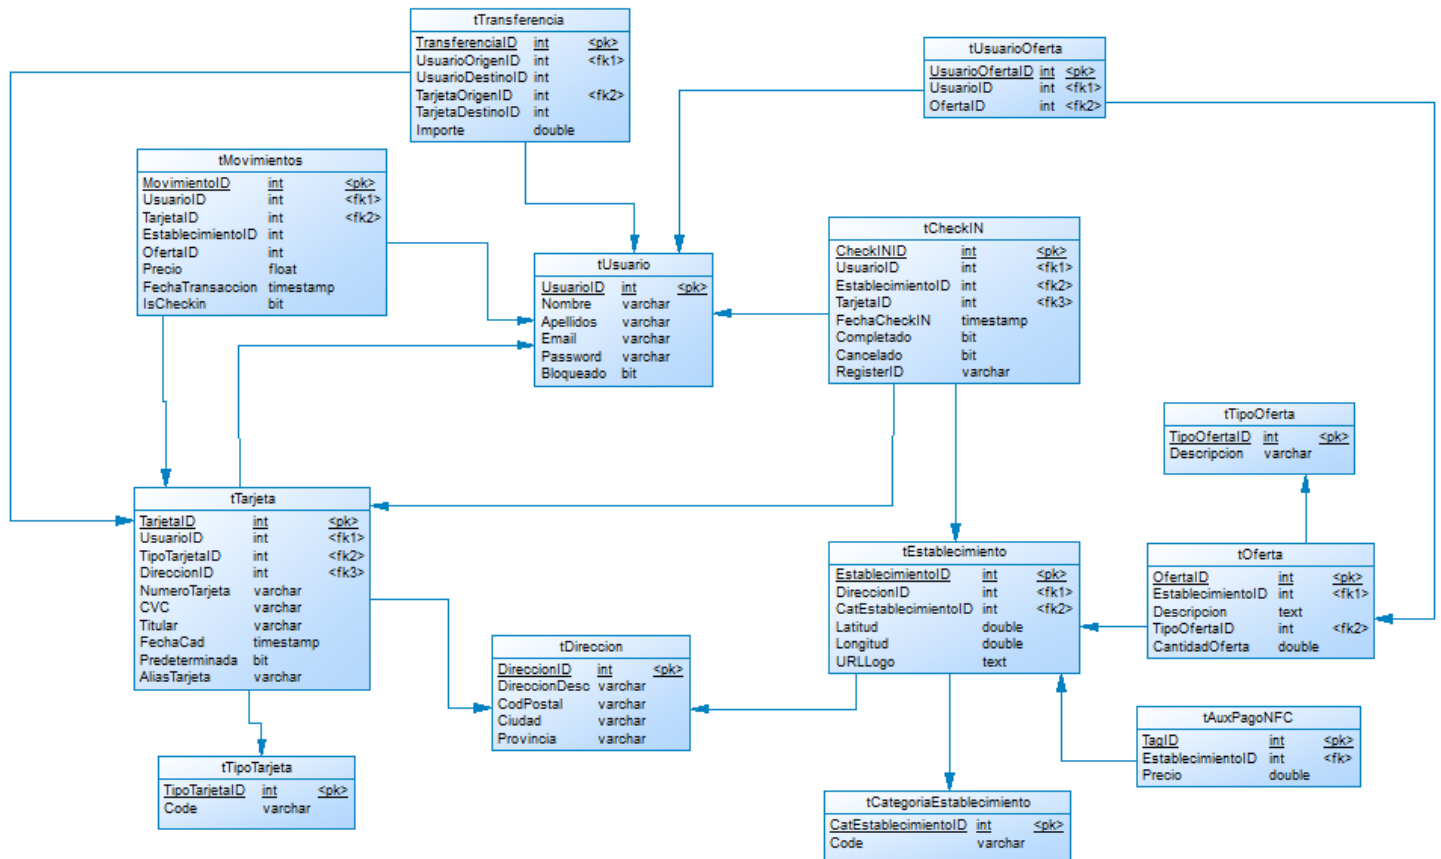 tTransferencia
TransferenciaID int <pk>
UsuarioOrigenID int <fk1>
UsuarioDestinoID int
TarjetaOrigenID int <fk2>
TarjetaDestinoID int
Importe double
tUsuarioOferta
UsuarioOfertaID int <pk>
UsuarioID int <fk1>
OfertaID int <fk2>
tMovimientos
MovimientoID int <pk>
UsuarioID int <fk1>
TarjetaID int <fk2>
EstablecimientoID int
OfertaID int
Precio float
FechaTransaccion timestamp
IsCheckin bit
tUsuario
UsuarioID int <pk>
Nombre varchar
Apellidos varchar
Email varchar
Password varchar
Bloqueado bit
tCheckIN
CheckINID int <pk>
UsuarioID int <fk1>
EstablecimientoID int <fk2>
TarjetaID int <fk3>
FechaCheckIN timestamp
Completado bit
Cancelado bit
RegisterID varchar
tTipoOferta
TipoOfertaID int <pk>
Descripcion varchar
tTarjeta
TarjetaID int <pk>
UsuarioID int <fk1>
TipoTarjetaID int <fk2>
DireccionID int <fk3>
NumeroTarjeta varchar
CVC varchar
Titular varchar
FechaCad timestamp
Predeterminada bit
AliasTarjeta varchar
tEstablecimiento
EstablecimientoID int <pk>
DireccionID int <fk1>
CatEstablecimientoID int <fk2>
Latitud double
Longitud double
URLLogo text
tOferta
OfertaID int <pk>
EstablecimientoID int <fk1>
Descripcion text
TipoOfertaID int <fk2>
CantidadOferta double
tDireccion
DireccionID int <pk>
DireccionDesc varchar
CodPostal varchar
Ciudad varchar
Provincia varchar
tAuxPagoNFC
TagID int <pk>
EstablecimientoID int <fk>
Precio double
tTipoTarjeta
TipoTarjetaID int <pk>
Code varchar
tCategoriaEstablecimiento
CatEstablecimientoID int <pk>
Code varchar